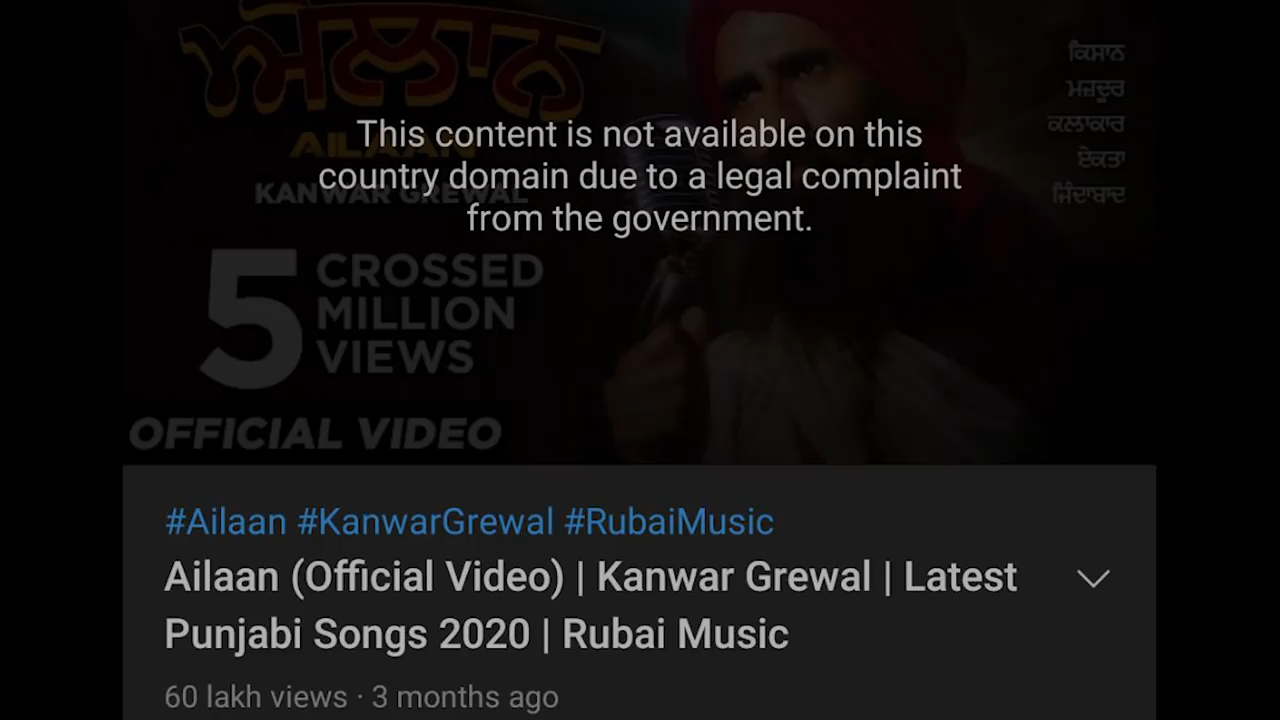 ਐਲਾਨ
AILAAN
KANWAR GREWAL
ਕਿਸਾਨ
ਮਜ਼ਦੂਰ
ਕਲਾਕਾਰ
ਏਕਤਾ
ਜਿੰਦਾਬਾਦ
This content is not available on this
country domain due to a legal complaint
from the government.
5 CROSSED
MILLION
VIEWS
OFFICIAL VIDEO
#Ailaan #KanwarGrewal #RubaiMusic
Ailaan (Official Video) | Kanwar Grewal | Latest
Punjabi Songs 2020 | Rubai Music
60 lakh views · 3 months ago